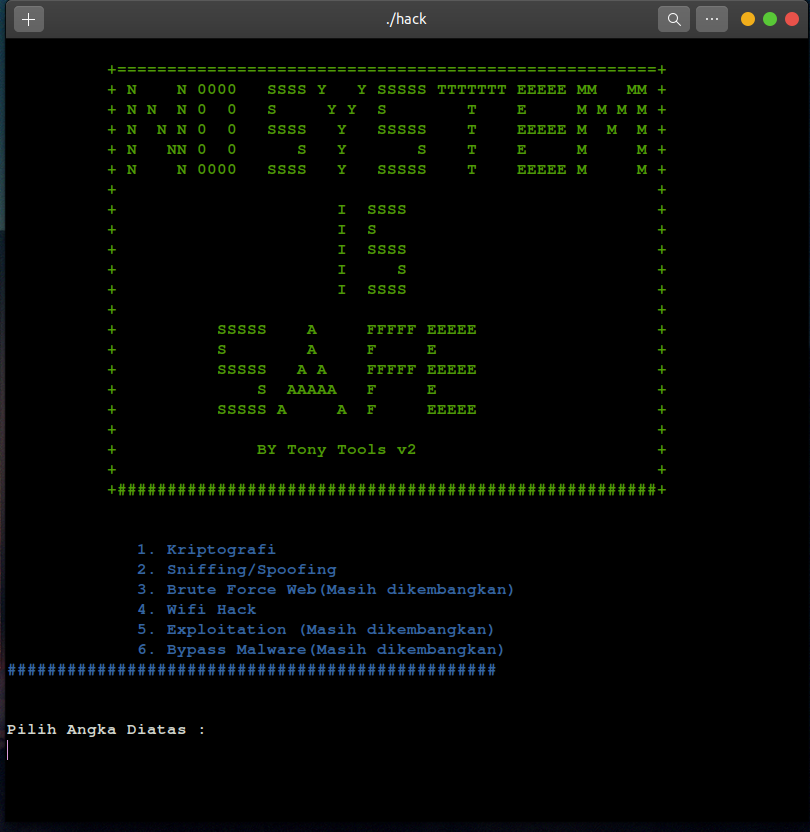 ./hack
+======================================================+
+ N    N 0000   SSSS Y   Y SSSSS TTTTTTT EEEEE MM   MM +
+ N N  N 0  0   S     Y Y  S        T    E     M M M M +
+ N  N N 0  0   SSSS   Y   SSSSS    T    EEEEE M  M  M +
+ N   NN 0  0      S   Y       S    T    E     M     M +
+ N    N 0000   SSSS   Y   SSSSS    T    EEEEE M     M +
+                                                      +
+                      I  SSSS                         +
+                      I  S                            +
+                      I  SSSS                         +
+                      I     S                         +
+                      I  SSSS                         +
+                                                      +
+          SSSSS    A     FFFFF EEEEE                  +
+          S        A     F     E                      +
+          SSSSS   A A    FFFFF EEEEE                  +
+              S  AAAAA   F     E                      +
+          SSSSS A     A  F     EEEEE                  +
+                                                      +
+              BY Tony Tools v2                        +
+                                                      +
+######################################################+
1. Kriptografi
2. Sniffing/Spoofing
3. Brute Force Web(Masih dikembangkan)
4. Wifi Hack
5. Exploitation (Masih dikembangkan)
6. Bypass Malware(Masih dikembangkan)
#################################################
Pilih Angka Diatas :